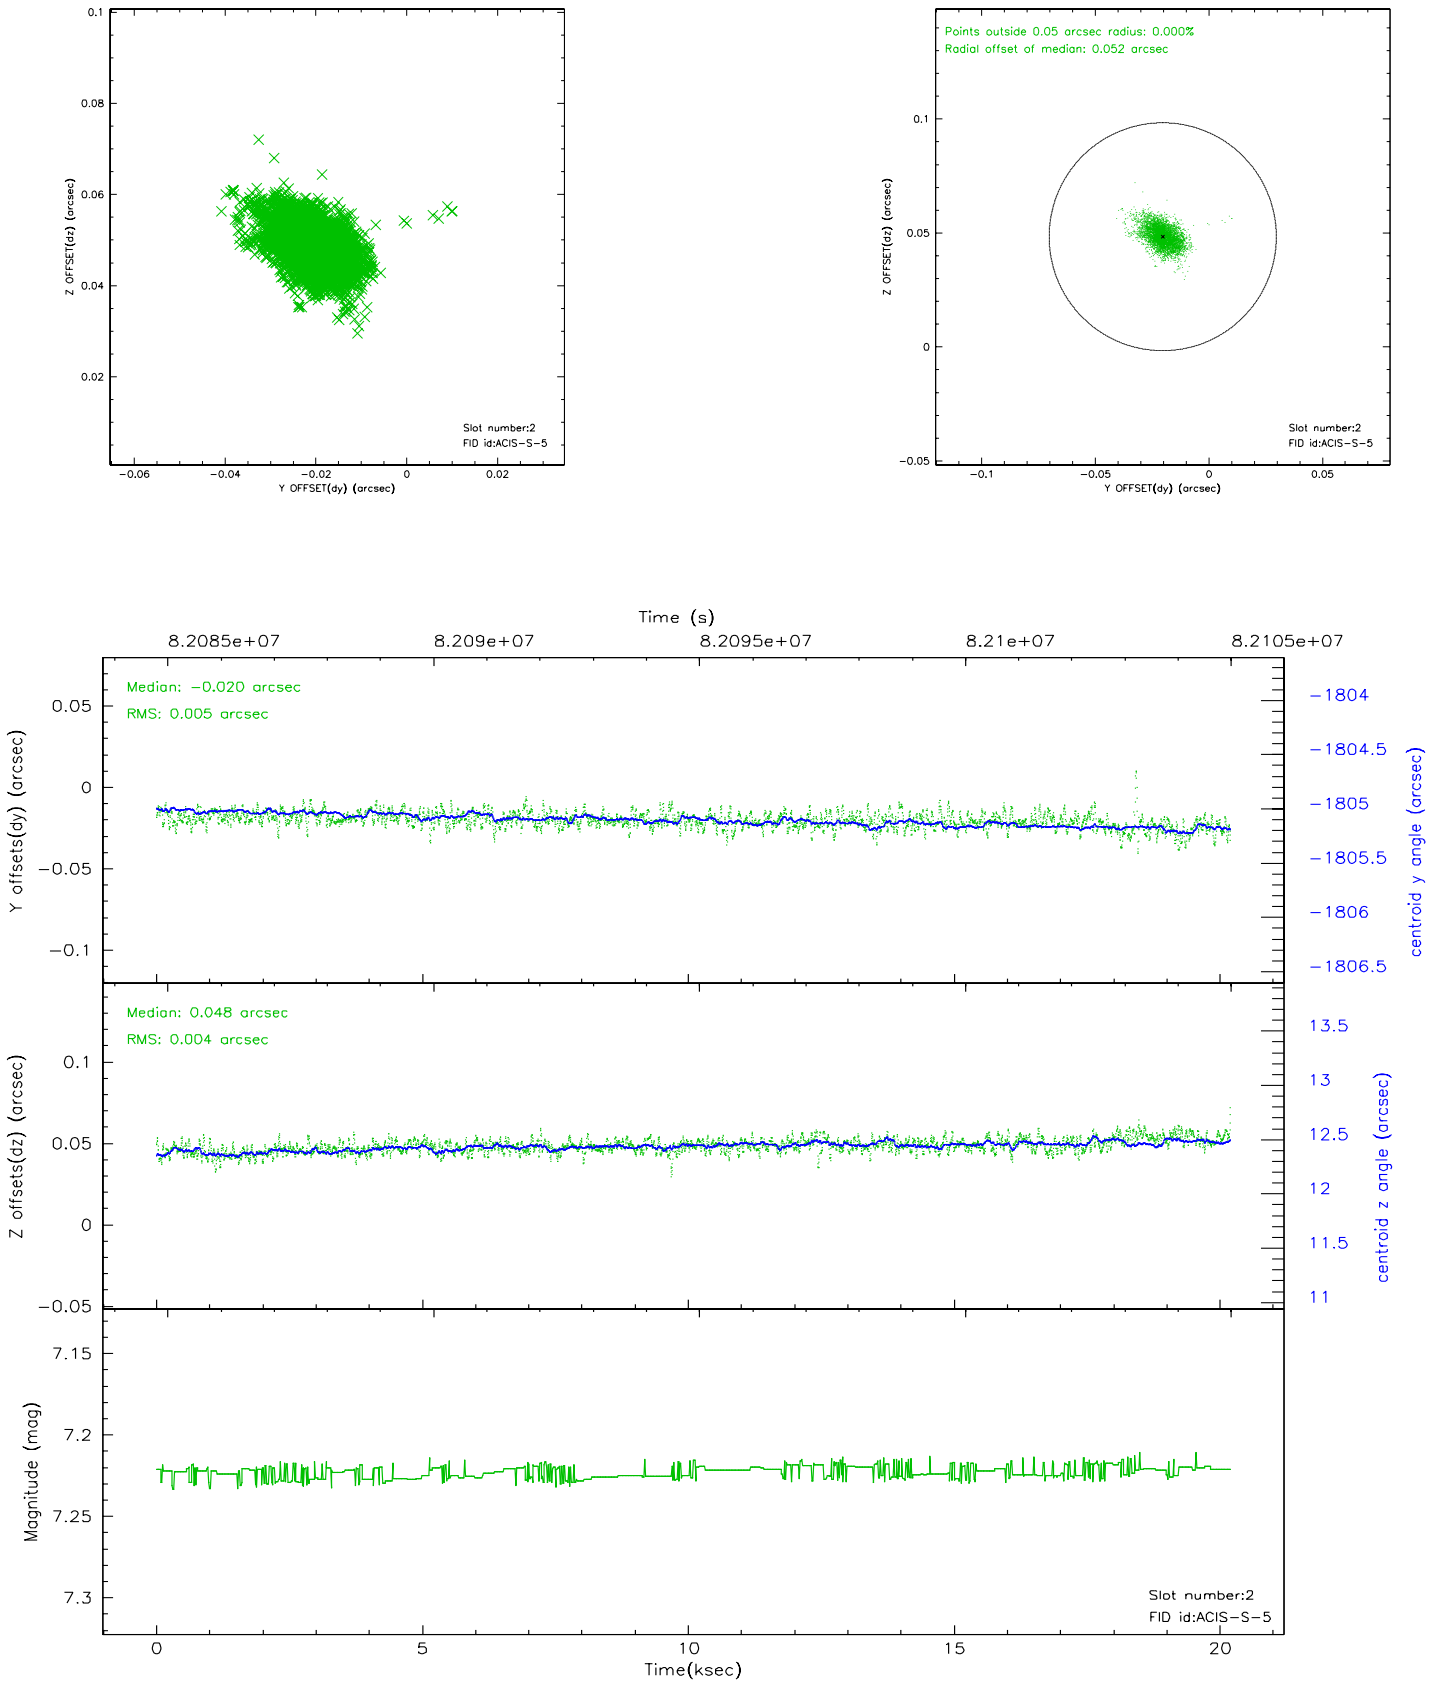 0.1
0.08
0.06
0.04
0.02
Z OFFSET(dz) (arcsec)
−0.06 −0.04 −0.02 0 0.02
Y OFFSET(dy) (arcsec)
Slot number:2
FID id:ACIS−S−5
Points outside 0.05 arcsec radius: 0.000%
Radial offset of median: 0.052 arcsec
0.1
0.05
0
−0.05
Z OFFSET(dz) (arcsec)
−0.1 −0.05 0 0.05
Y OFFSET(dy) (arcsec)
Slot number:2
FID id:ACIS−S−5
Time (s)
8.2085e+07 8.209e+07 8.2095e+07 8.21e+07 8.2105e+07
Median: −0.020 arcsec
RMS: 0.005 arcsec
0.05
0
−0.05
−0.1
Y offsets(dy) (arcsec)
−1804
−1804.5
−1805
−1805.5
−1806
−1806.5
centroid y angle (arcsec)
Median: 0.048 arcsec
RMS: 0.004 arcsec
0.1
0.05
0
−0.05
Z offsets(dz) (arcsec)
13.5
13
12.5
12
11.5
11
centroid z angle (arcsec)
7.15
7.2
7.25
7.3
Magnitude (mag)
Slot number:2
FID id:ACIS−S−5
0 5 10 15 20
Time(ksec)